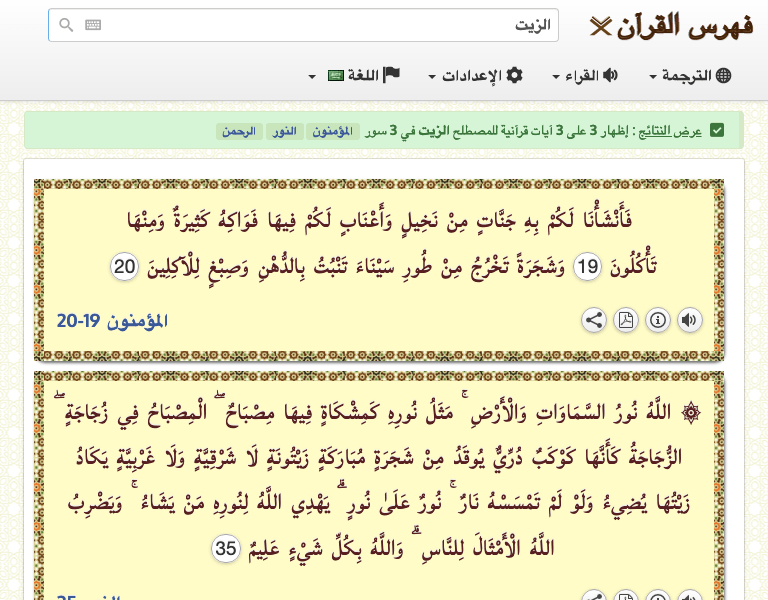 فهرس القرآن
الزيت
الترجمة القراء الإعدادات اللغة
عرض النتائج : إظهار 3 على 3 آيات قرآنية للمصطلح الزيت في 3 سور المؤمنون النور الرحمن
فَأَنْشَأْنَا لَكُمْ بِهِ جَنَّاتٍ مِنْ نَخِيلٍ وَأَعْنَابٍ لَكُمْ فِيهَا فَوَاكِهُ كَثِيرَةٌ وَمِنْهَا
تَأْكُلُونَ 19 وَشَجَرَةً تَخْرُجُ مِنْ طُورِ سَيْنَاءَ تَنْبُتُ بِالدُّهْنِ وَصِبْغٍ لِلْآكِلِينَ 20
المؤمنون 19-20
۞ اللَّهُ نُورُ السَّمَاوَاتِ وَالْأَرْضِ ۚ مَثَلُ نُورِهِ كَمِشْكَاةٍ فِيهَا مِصْبَاحٌ ۖ الْمِصْبَاحُ فِي زُجَاجَةٍ ۖ
الزُّجَاجَةُ كَأَنَّهَا كَوْكَبٌ دُرِّيٌّ يُوقَدُ مِنْ شَجَرَةٍ مُبَارَكَةٍ زَيْتُونَةٍ لَا شَرْقِيَّةٍ وَلَا غَرْبِيَّةٍ يَكَادُ
زَيْتُهَا يُضِيءُ وَلَوْ لَمْ تَمْسَسْهُ نَارٌ ۚ نُورٌ عَلَىٰ نُورٍ ۗ يَهْدِي اللَّهُ لِنُورِهِ مَنْ يَشَاءُ ۚ وَيَضْرِبُ
اللَّهُ الْأَمْثَالَ لِلنَّاسِ ۗ وَاللَّهُ بِكُلِّ شَيْءٍ عَلِيمٌ 35